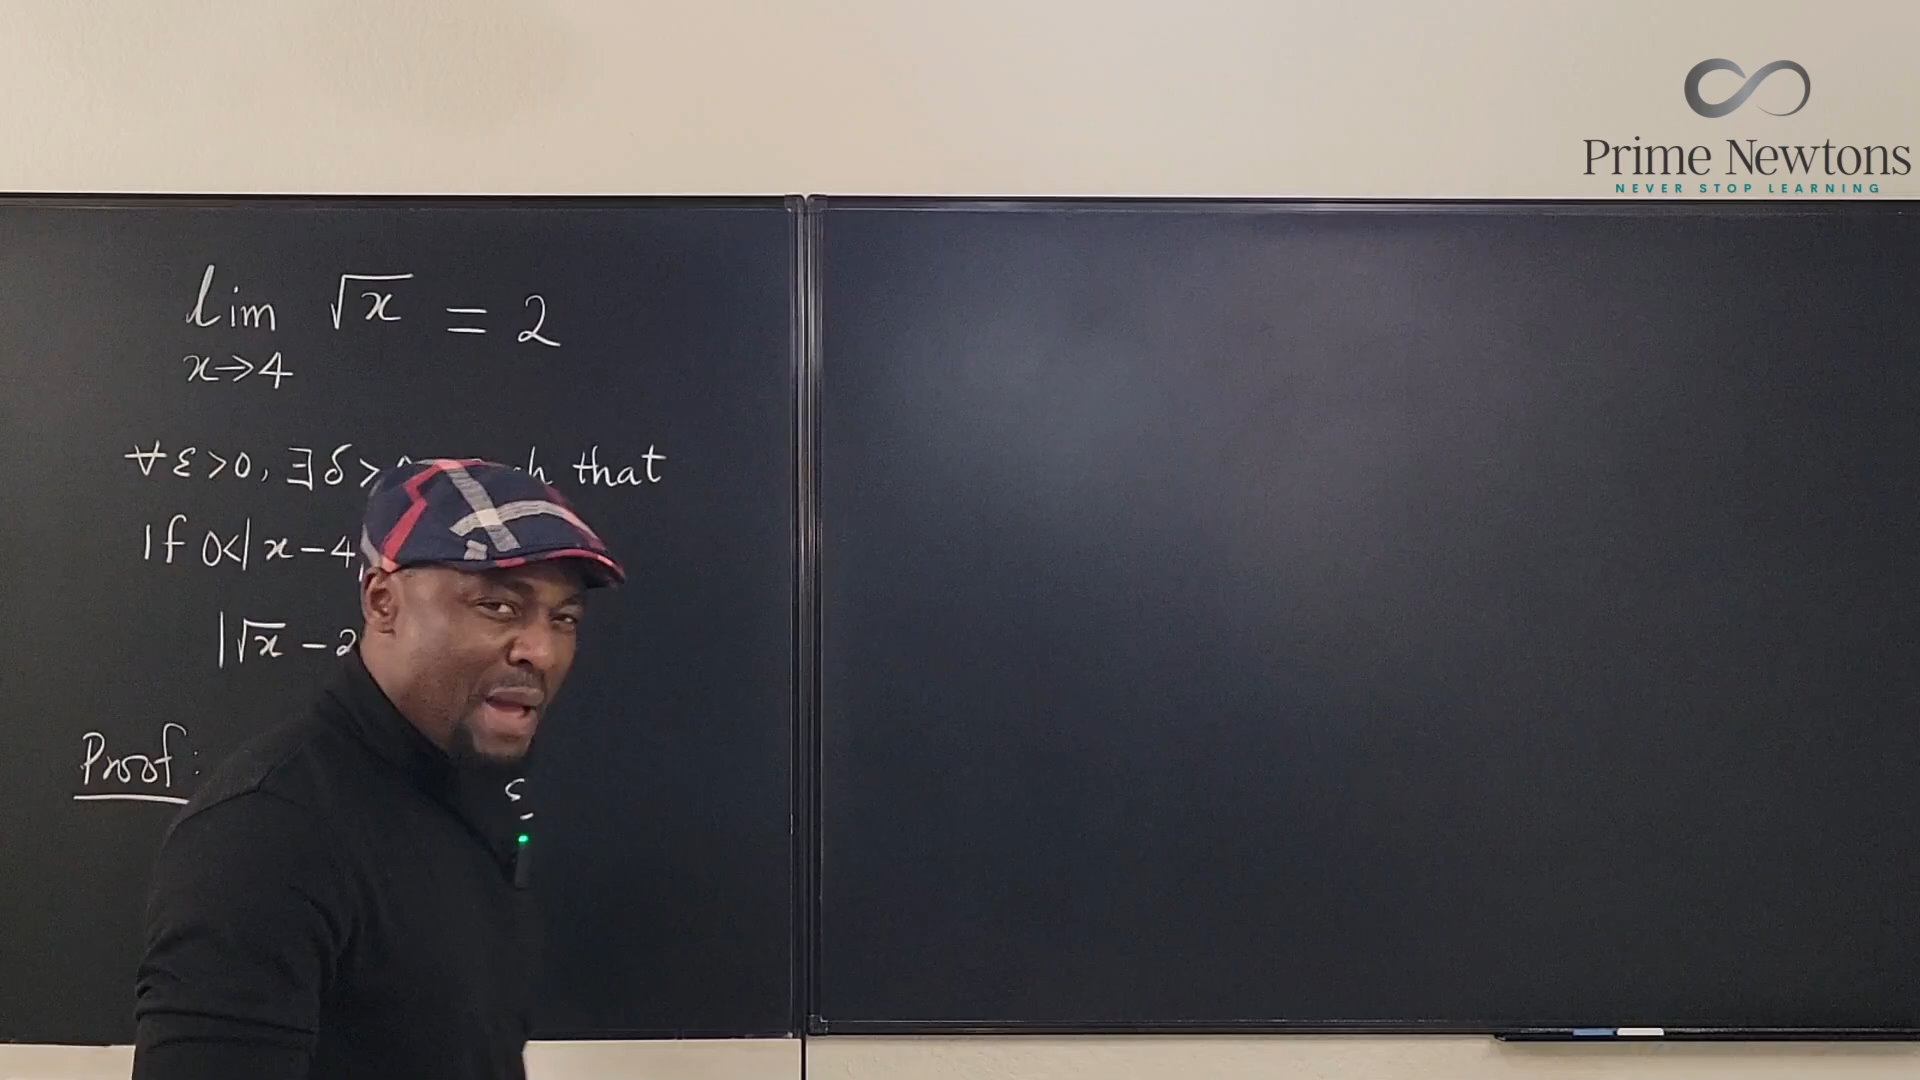 Prime Newtons
NEVER STOP LEARNING
lim √x = 2
x→4
∀ε>0, ∃δ> that
If 0<|x-4
|√x - 2
Proof: